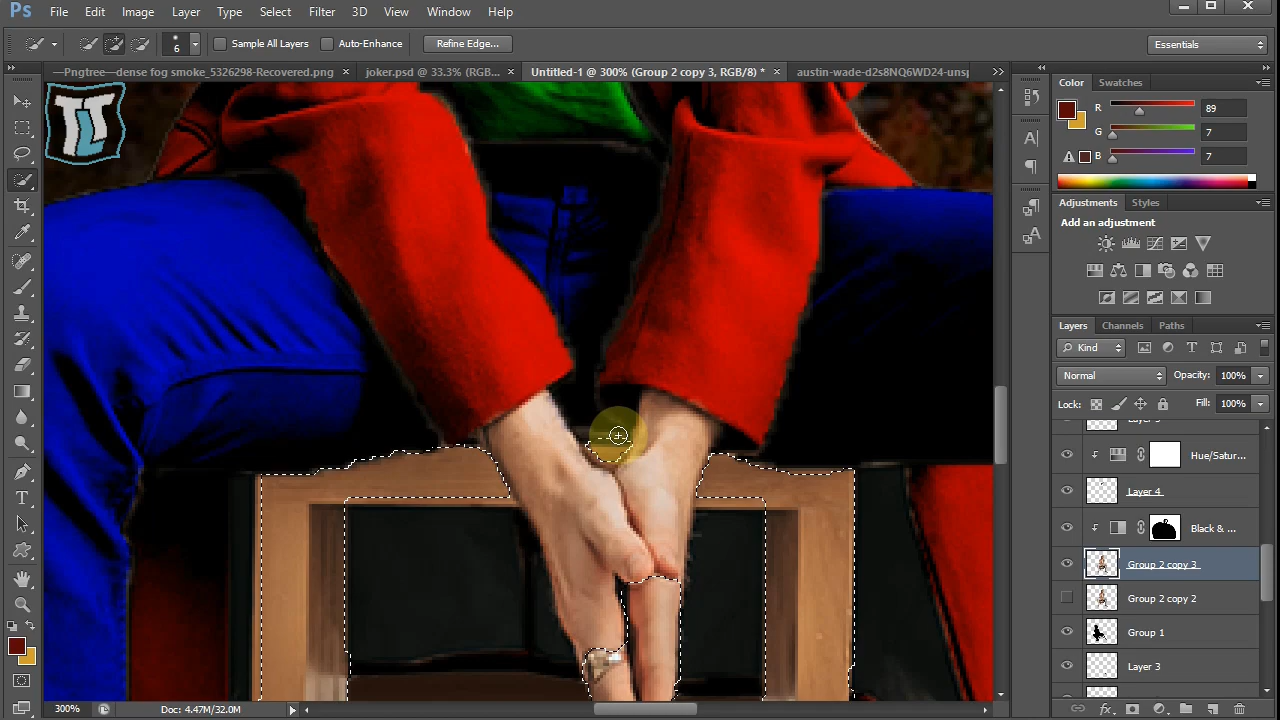 Ps File Edit Image Layer Type Select Filter 3D View Window Help
6 Sample All Layers Auto-Enhance Refine Edge... Essentials
—Pngtree—dense fog smoke_5326298-Recovered.png × joker.psd @ 33.3% (RGB... × Untitled-1 @ 300% (Group 2 copy 3, RGB/8) * × austin-wade-d2s8NQ6WD24-unsp
TLT
Color Swatches
R 89
G 7
B 7
Adjustments Styles
Add an adjustment
Layers Channels Paths
Kind
Normal Opacity: 100%
Lock: Fill: 100%
Hue/Satur...
Layer 4
Black & ...
Group 2 copy 3
Group 2 copy 2
Group 1
Layer 3
300% Doc: 4.47M/32.0M